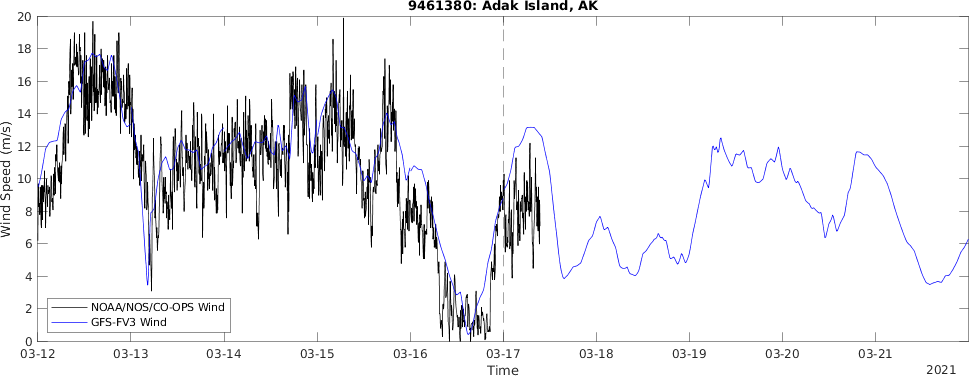 9461380: Adak Island, AK
Wind Speed (m/s)
20
18
16
14
12
10
8
6
4
2
0
NOAA/NOS/CO-OPS Wind
GFS-FV3 Wind
03-12 03-13 03-14 03-15 03-16 03-17 03-18 03-19 03-20 03-21
Time
2021